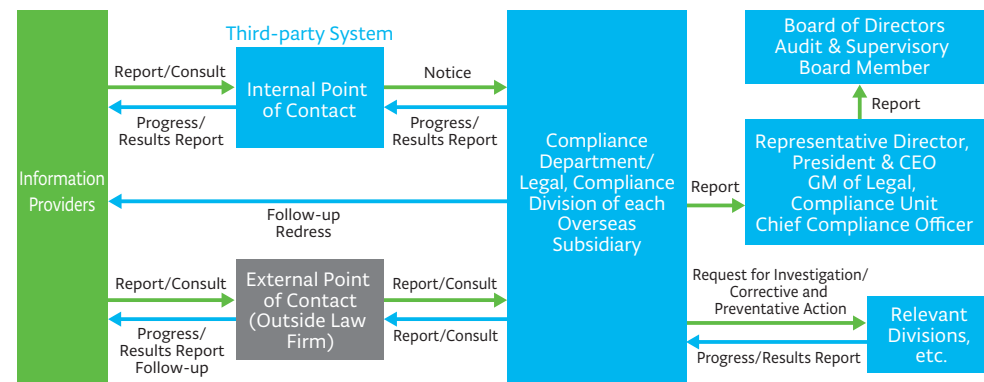 Information
Providers
Third-party System
Report/Consult
Progress/
Results Report
Internal Point
of Contact
Notice
Progress/
Results Report
Follow-up
Redress
Report/Consult
Progress/
Results Report
Follow-up
External Point
of Contact
(Outside Law
Firm)
Report/Consult
Report/Consult
Compliance
Department/
Legal, Compliance
Division of each
Overseas
Subsidiary
Report
Board of Directors
Audit & Supervisory
Board Member
Report
Representative Director,
President & CEO
GM of Legal,
Compliance Unit
Chief Compliance Officer
Request for Investigation/
Corrective and
Preventative Action
Progress/Results Report
Relevant
Divisions,
etc.